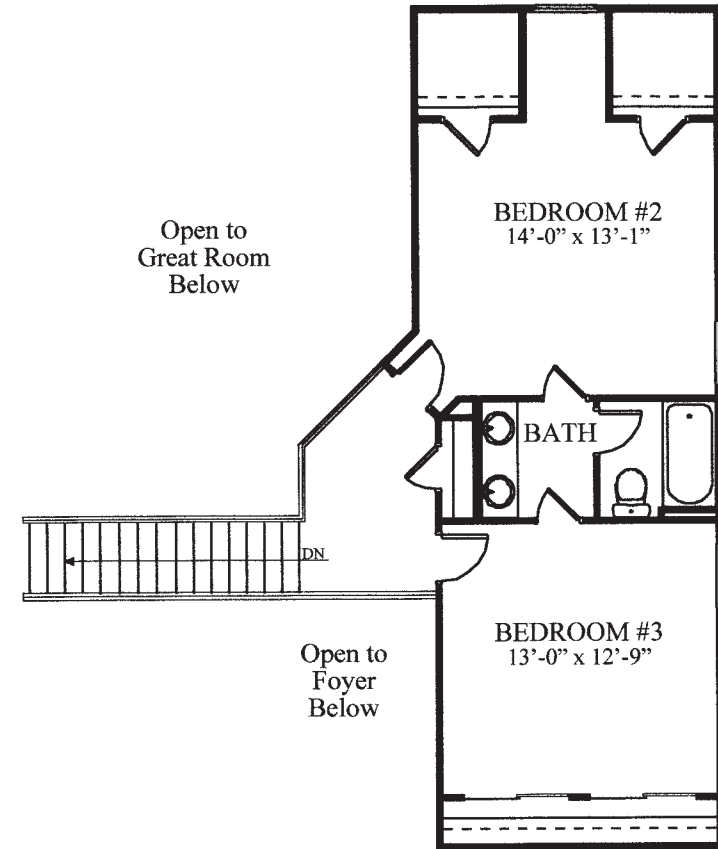 BEDROOM #2
14’-0” x 13’-1”
Open to
Great Room
Below
BATH
DN
BEDROOM #3
13’-0” x 12’-9”
Open to
Foyer
Below